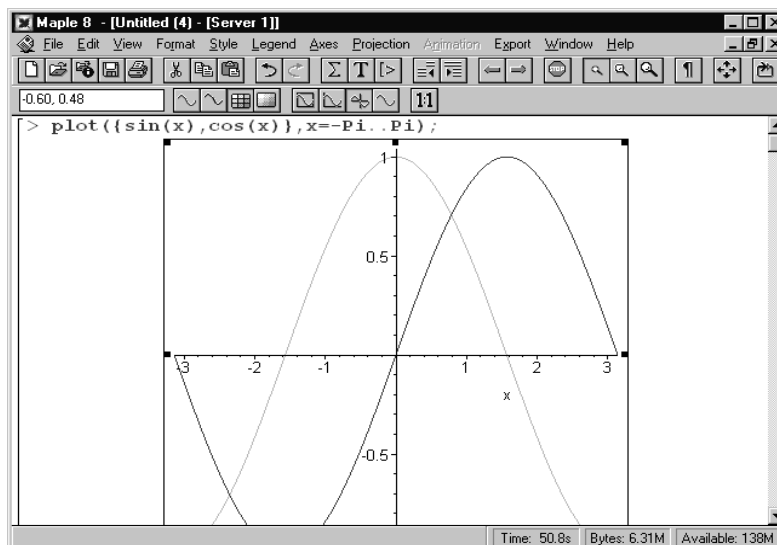 Maple 8 - [Untitled (4) - [Server 1]]
File Edit View Format Style Legend Axes Projection Animation Export Window Help
Σ T [>
STOP
¶
-0.60, 0.48
1:1
[> plot({sin(x),cos(x)},x=-Pi..Pi);
1
0.5
-3 -2 -1 1 2 3
x
-0.5
Time: 50.8s Bytes: 6.31M Available: 138M